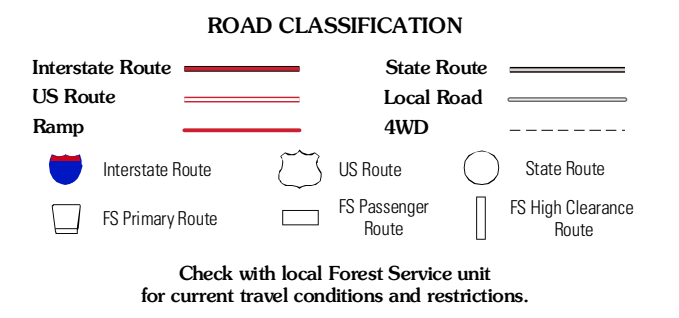 ROAD CLASSIFICATION
Interstate Route
State Route
US Route
Local Road
Ramp
4WD
Interstate Route
US Route
State Route
FS Primary Route
FS Passenger
Route
FS High Clearance
Route
Check with local Forest Service unit
for current travel conditions and restrictions.